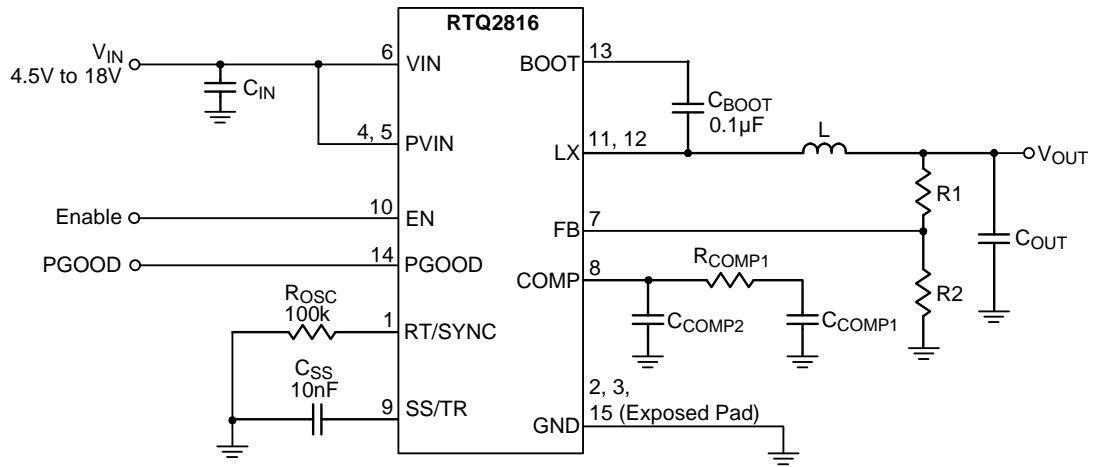 RTQ2816
VIN
4.5V to 18V
CIN
6
VIN
4, 5
PVIN
Enable
10
EN
PGOOD
14
PGOOD
ROSC
100k
1
RT/SYNC
CSS
10nF
9
SS/TR
BOOT
13
CBOOT
0.1µF
LX
11, 12
L
VOUT
R1
FB
7
COUT
R2
COMP
8
RCOMP1
CCOMP2
CCOMP1
2, 3,
15 (Exposed Pad)
GND